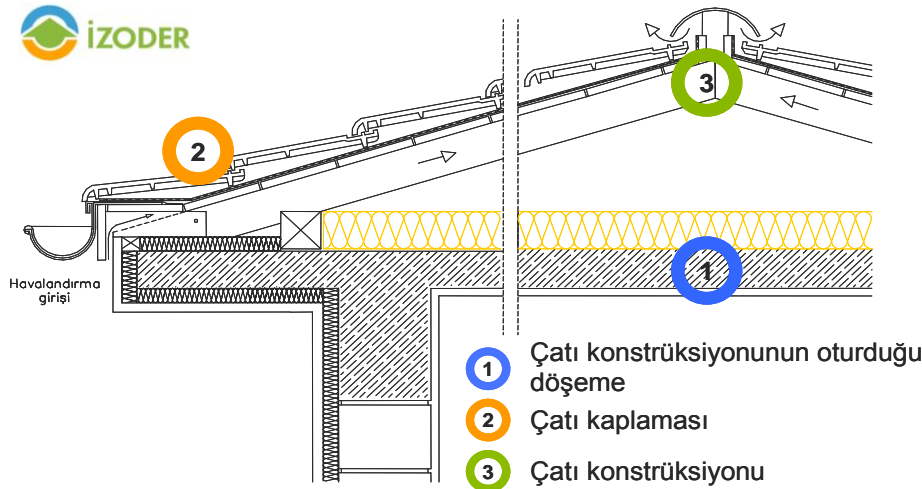 İZODER
2
3
Havalandırma
girişi
1
1 Çatı konstrüksiyonunun oturduğu
döşeme
2 Çatı kaplaması
3 Çatı konstrüksiyonu